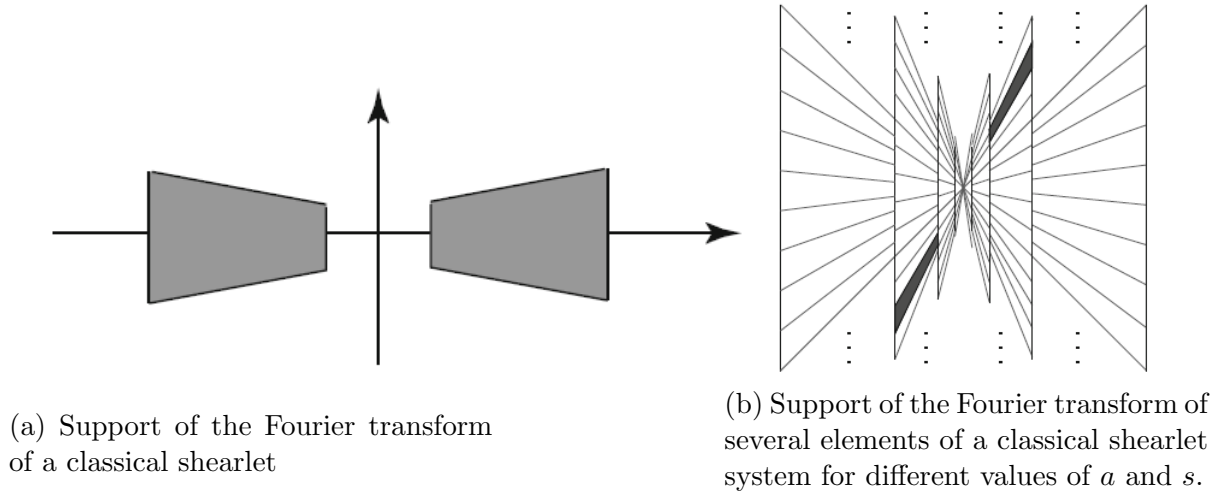 (a) Support of the Fourier transform
of a classical shearlet
(b) Support of the Fourier transform of
several elements of a classical shearlet
system for different values of a and s.